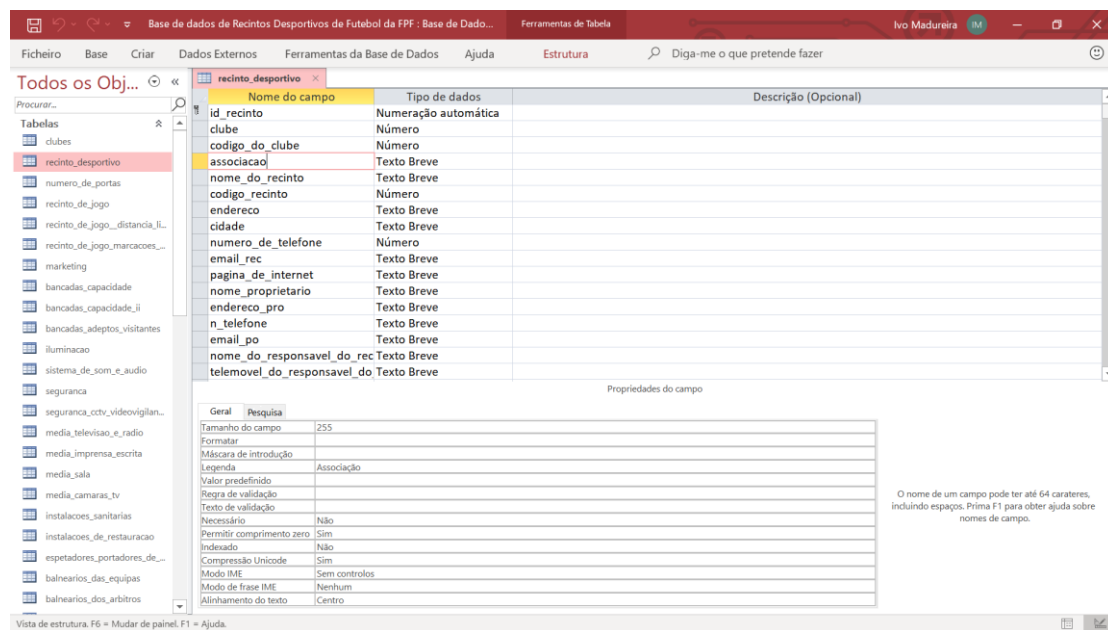 Base de dados de Recintos Desportivos de Futebol da FPF : Base de Dado... Ferramentas de Tabela Ivo Madureira IM
Ficheiro Base Criar Dados Externos Ferramentas da Base de Dados Ajuda Estrutura Diga-me o que pretende fazer
Todos os Obj...
Procurar...
Tabelas
clubes
recinto_desportivo
numero_de_portas
recinto_de_jogo
recinto_de_jogo__distancia_li...
recinto_de_jogo_marcacoes_...
marketing
bancadas_capacidade
bancadas_capacidade_ii
bancadas_adeptos_visitantes
iluminacao
sistema_de_som_e_audio
seguranca
seguranca_cctv_videovigilan...
media_televisao_e_radio
media_imprensa_escrita
media_sala
media_camaras_tv
instalacoes_sanitarias
instalacoes_de_restauracao
espetadores_portadores_de_...
balnearios_das_equipas
balnearios_dos_arbitros
recinto_desportivo
Nome do campo Tipo de dados Descrição (Opcional)
id_recinto Numeração automática
clube Número
codigo_do_clube Número
associacao Texto Breve
nome_do_recinto Texto Breve
codigo_recinto Número
endereco Texto Breve
cidade Texto Breve
numero_de_telefone Número
email_rec Texto Breve
pagina_de_internet Texto Breve
nome_proprietario Texto Breve
endereco_pro Texto Breve
n_telefone Texto Breve
email_po Texto Breve
nome_do_responsavel_do_rec Texto Breve
telemovel_do_responsavel_do Texto Breve
Propriedades do campo
Geral Pesquisa
Tamanho do campo 255
Formatar
Máscara de introdução
Legenda Associação
Valor predefinido
Regra de validação
Texto de validação
Necessário Não
Permitir comprimento zero Sim
Indexado Não
Compressão Unicode Sim
Modo IME Sem controlos
Modo de frase IME Nenhum
Alinhamento do texto Centro
O nome de um campo pode ter até 64 carateres,
incluindo espaços. Prima F1 para obter ajuda sobre
nomes de campo.
Vista de estrutura. F6 = Mudar de painel. F1 = Ajuda.